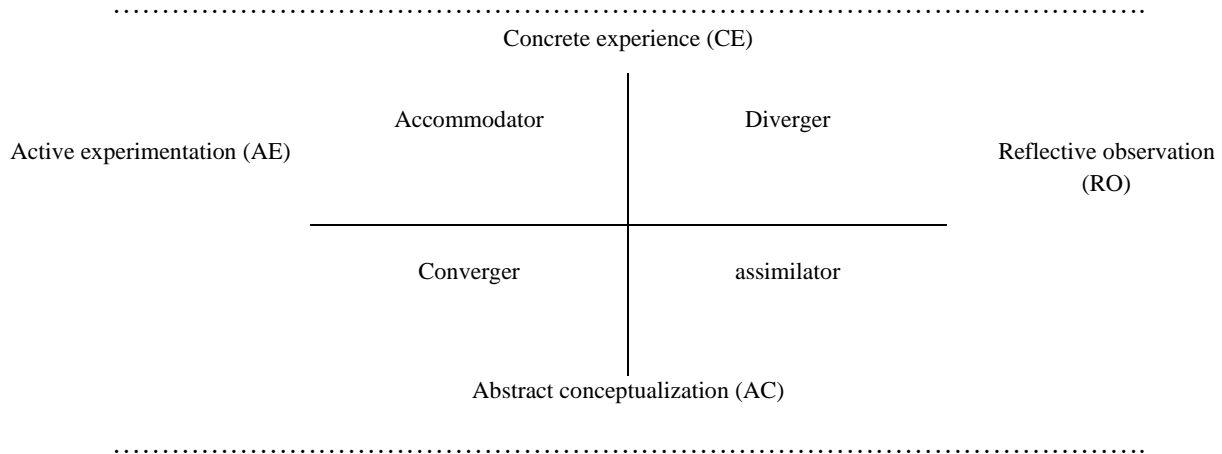 ………………………………………………………………………………………………….
Concrete experience (CE)
Accommodator
Diverger
Active experimentation (AE)
Reflective observation
(RO)
Converger
assimilator
Abstract conceptualization (AC)
………………………………………………………………………………………………….